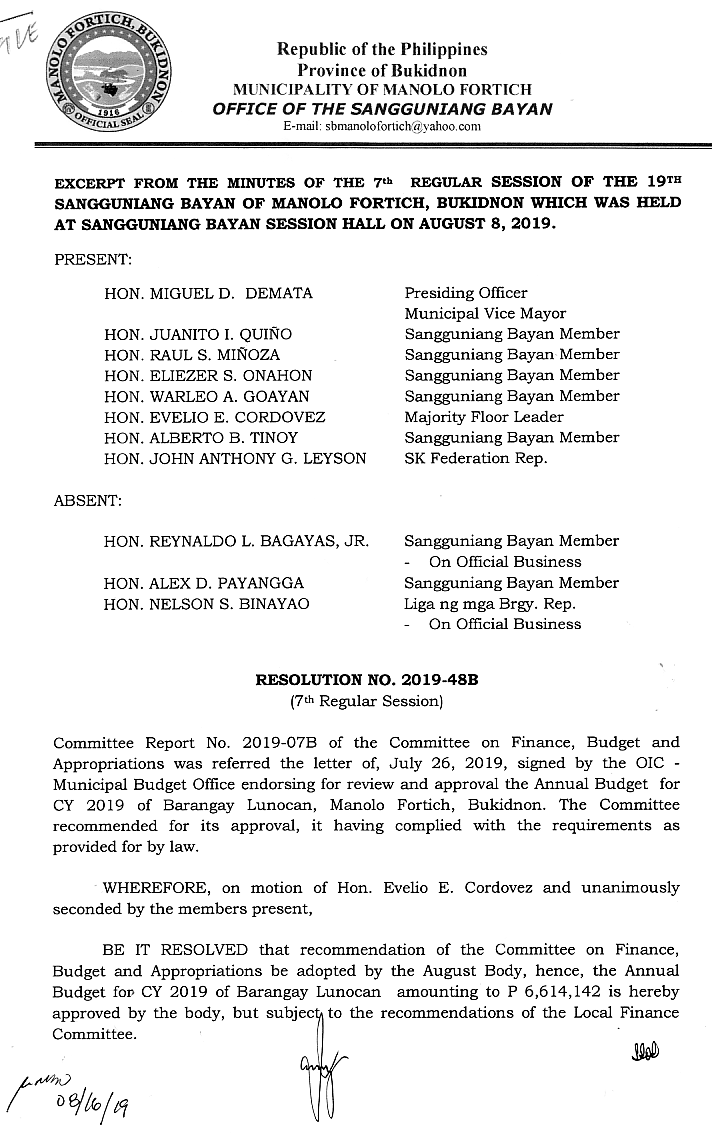 MANOLO FORTICH, BUKIDNON
1916
OFFICIAL SEAL
Republic of the Philippines
Province of Bukidnon
MUNICIPALITY OF MANOLO FORTICH
OFFICE OF THE SANGGUNIANG BAYAN
E-mail: sbmanolofortich@yahoo.com
EXCERPT FROM THE MINUTES OF THE 7th REGULAR SESSION OF THE 19TH
SANGGUNIANG BAYAN OF MANOLO FORTICH, BUKIDNON WHICH WAS HELD
AT SANGGUNIANG BAYAN SESSION HALL ON AUGUST 8, 2019.
PRESENT:
HON. MIGUEL D. DEMATA Presiding Officer
Municipal Vice Mayor
HON. JUANITO I. QUIÑO Sangguniang Bayan Member
HON. RAUL S. MIÑOZA Sangguniang Bayan Member
HON. ELIEZER S. ONAHON Sangguniang Bayan Member
HON. WARLEO A. GOAYAN Sangguniang Bayan Member
HON. EVELIO E. CORDOVEZ Majority Floor Leader
HON. ALBERTO B. TINOY Sangguniang Bayan Member
HON. JOHN ANTHONY G. LEYSON SK Federation Rep.
ABSENT:
HON. REYNALDO L. BAGAYAS, JR. Sangguniang Bayan Member
- On Official Business
HON. ALEX D. PAYANGGA Sangguniang Bayan Member
HON. NELSON S. BINAYAO Liga ng mga Brgy. Rep.
- On Official Business
RESOLUTION NO. 2019-48B
(7th Regular Session)
Committee Report No. 2019-07B of the Committee on Finance, Budget and
Appropriations was referred the letter of, July 26, 2019, signed by the OIC -
Municipal Budget Office endorsing for review and approval the Annual Budget for
CY 2019 of Barangay Lunocan, Manolo Fortich, Bukidnon. The Committee
recommended for its approval, it having complied with the requirements as
provided for by law.
WHEREFORE, on motion of Hon. Evelio E. Cordovez and unanimously
seconded by the members present,
BE IT RESOLVED that recommendation of the Committee on Finance,
Budget and Appropriations be adopted by the August Body, hence, the Annual
Budget for CY 2019 of Barangay Lunocan amounting to P 6,614,142 is hereby
approved by the body, but subject to the recommendations of the Local Finance
Committee.
08/16/19